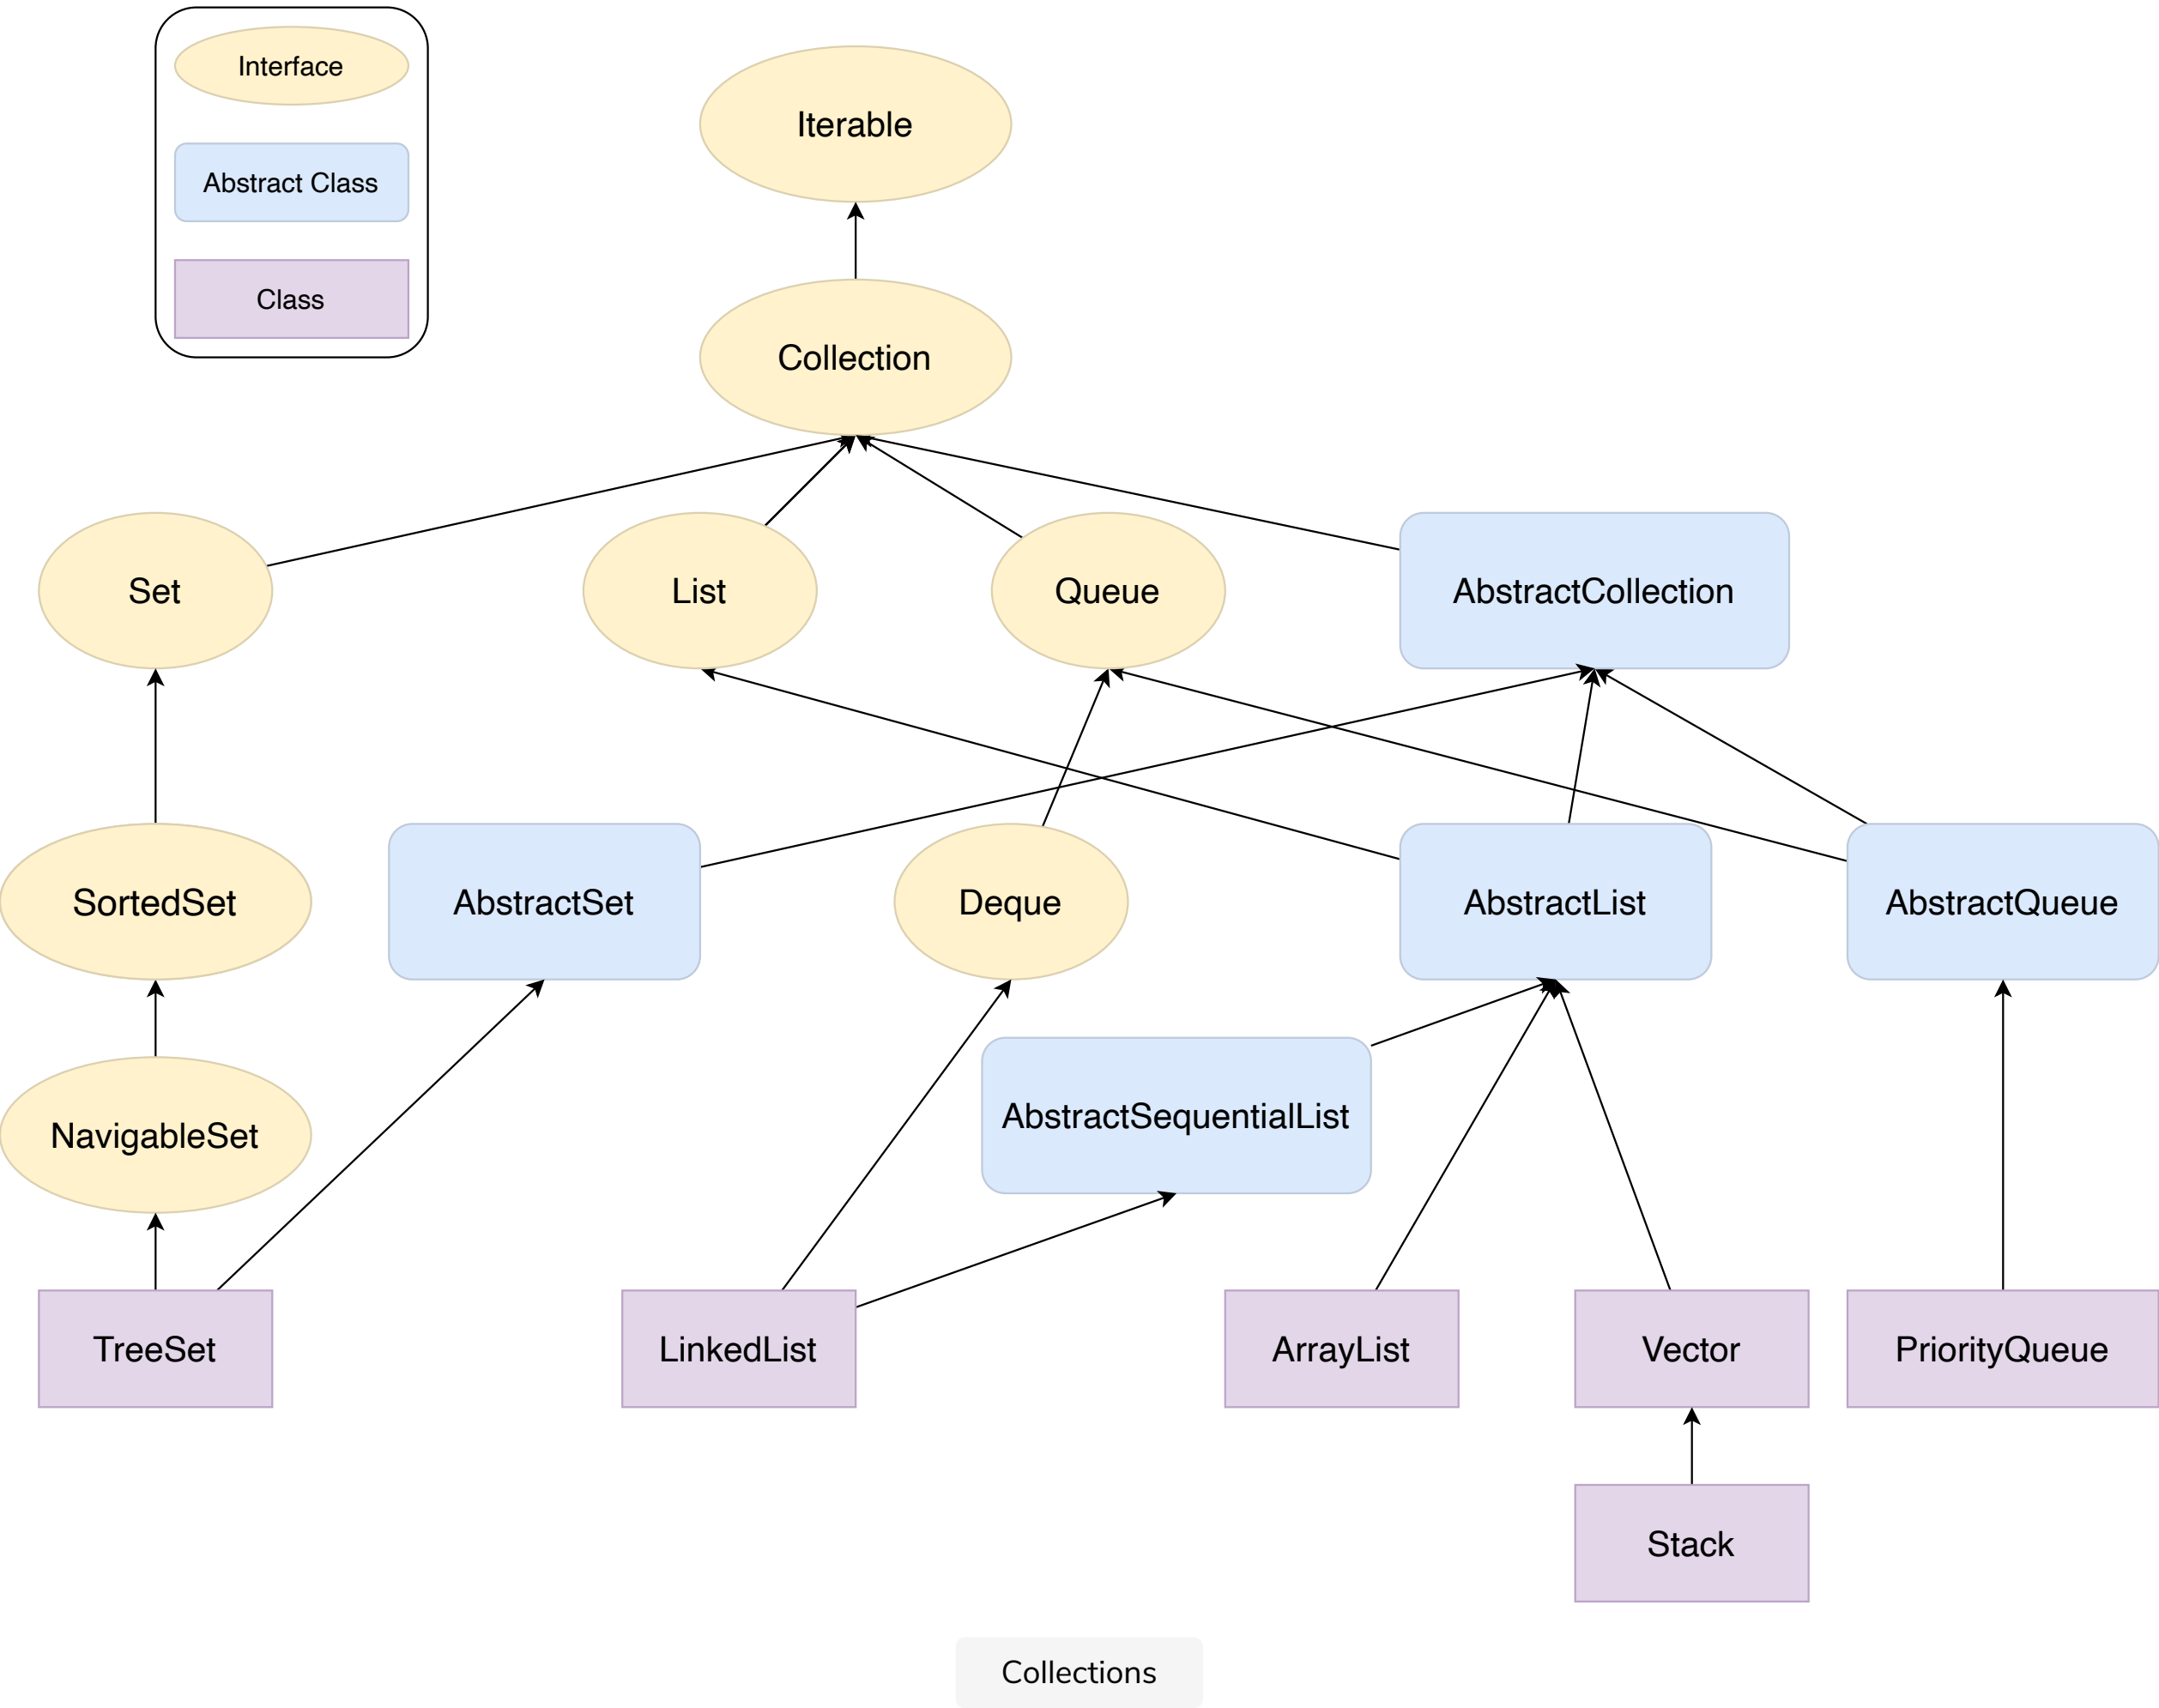 Interface
Abstract Class
Class
Iterable
Collection
Set
List
Queue
AbstractCollection
SortedSet
AbstractSet
Deque
AbstractList
AbstractQueue
NavigableSet
AbstractSequentialList
TreeSet
LinkedList
ArrayList
Vector
PriorityQueue
Stack
Collections